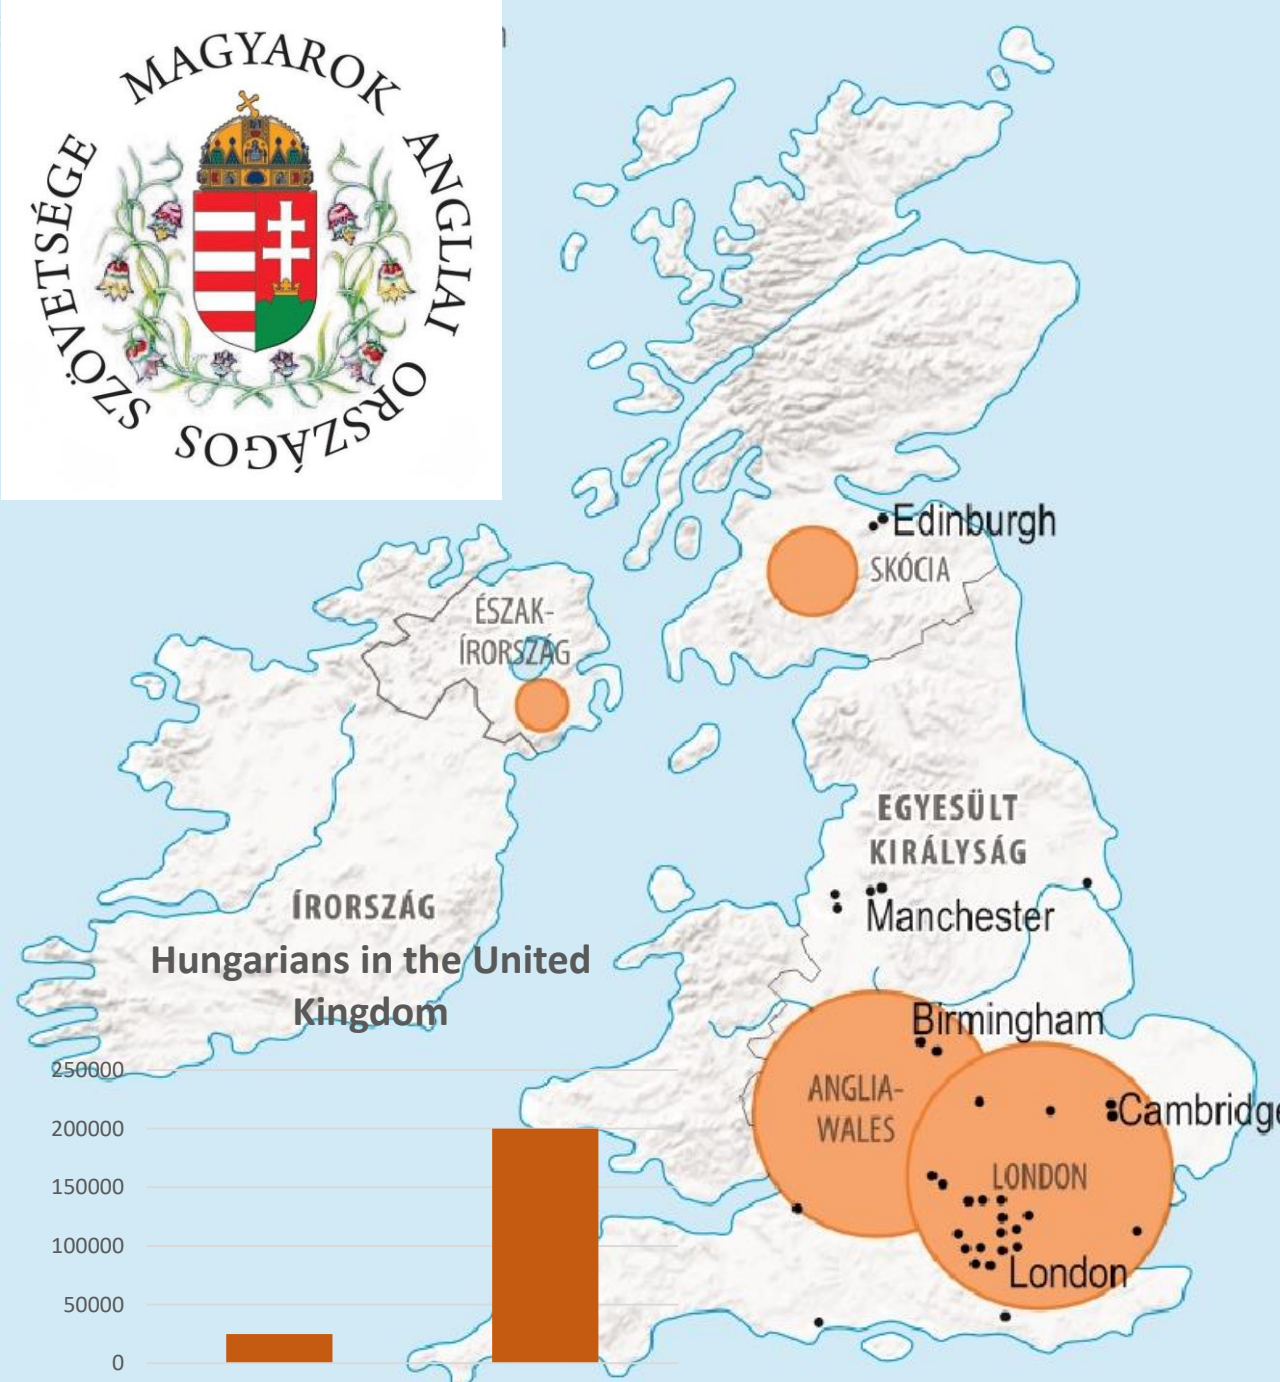 MAGYAROK ANGLIAI ORSZÁGOS SZÖVETSÉGE
Edinburgh
SKÓCIA
ÉSZAK-
ÍRORSZÁG
EGYESÜLT
KIRÁLYSÁG
Manchester
ÍRORSZÁG
Hungarians in the United
Kingdom
Birmingham
ANGLIA-
WALES
Cambridge
LONDON
London
250000
200000
150000
100000
50000
0